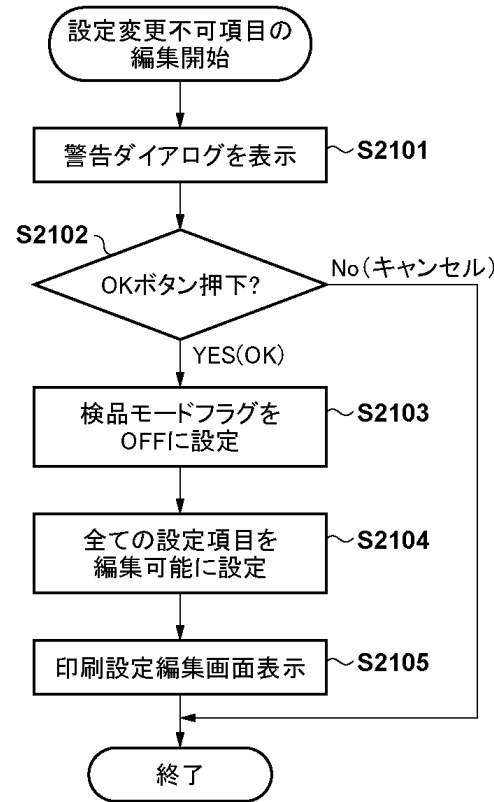 設定変更不可項目の
編集開始
警告ダイアログを表示
S2101
S2102
OKボタン押下?
No(キャンセル)
YES(OK)
検品モードフラグを
OFFに設定
S2103
全ての設定項目を
編集可能に設定
S2104
印刷設定編集画面表示
S2105
終了